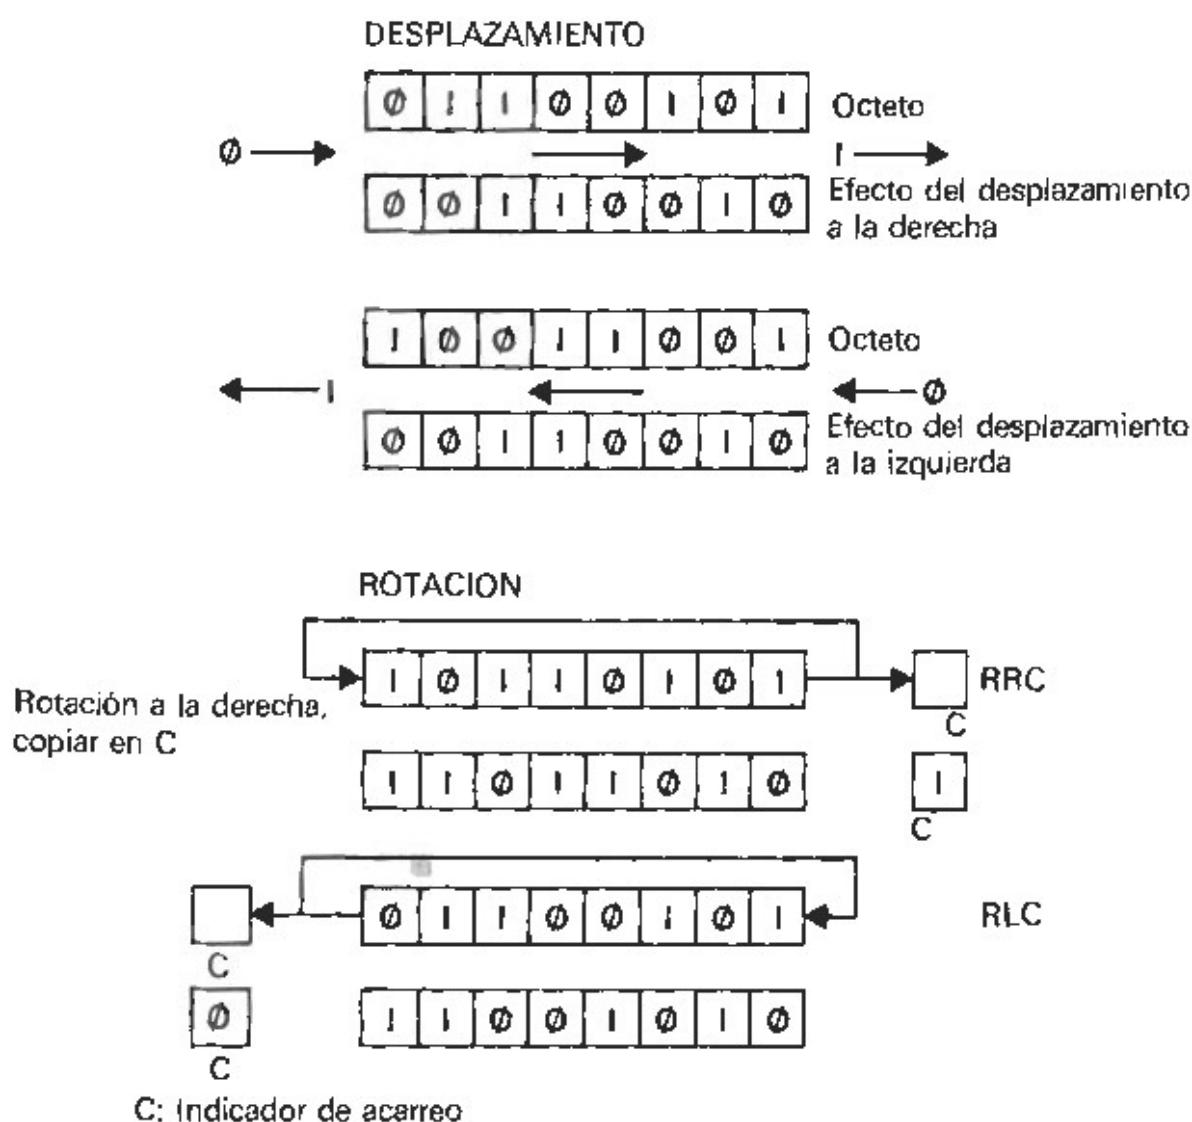 DESPLAZAMIENTO
Ø 1 1 Ø Ø 1 Ø 1 Octeto
Ø 1
Ø Ø 1 1 Ø Ø 1 Ø Efecto del desplazamiento
a la derecha
1 Ø Ø 1 1 Ø Ø 1 Octeto
1 Ø
Ø Ø 1 1 Ø Ø 1 Ø Efecto del desplazamiento
a la izquierda
ROTACION
1 Ø 1 1 Ø 1 Ø 1 RRC
C
Rotación a la derecha,
copiar en C
1 1 Ø 1 1 Ø 1 Ø 1
C
Ø 1 1 Ø Ø 1 Ø 1 RLC
C
Ø 1 1 Ø Ø 1 Ø 1 Ø
C
C: Indicador de acarreo